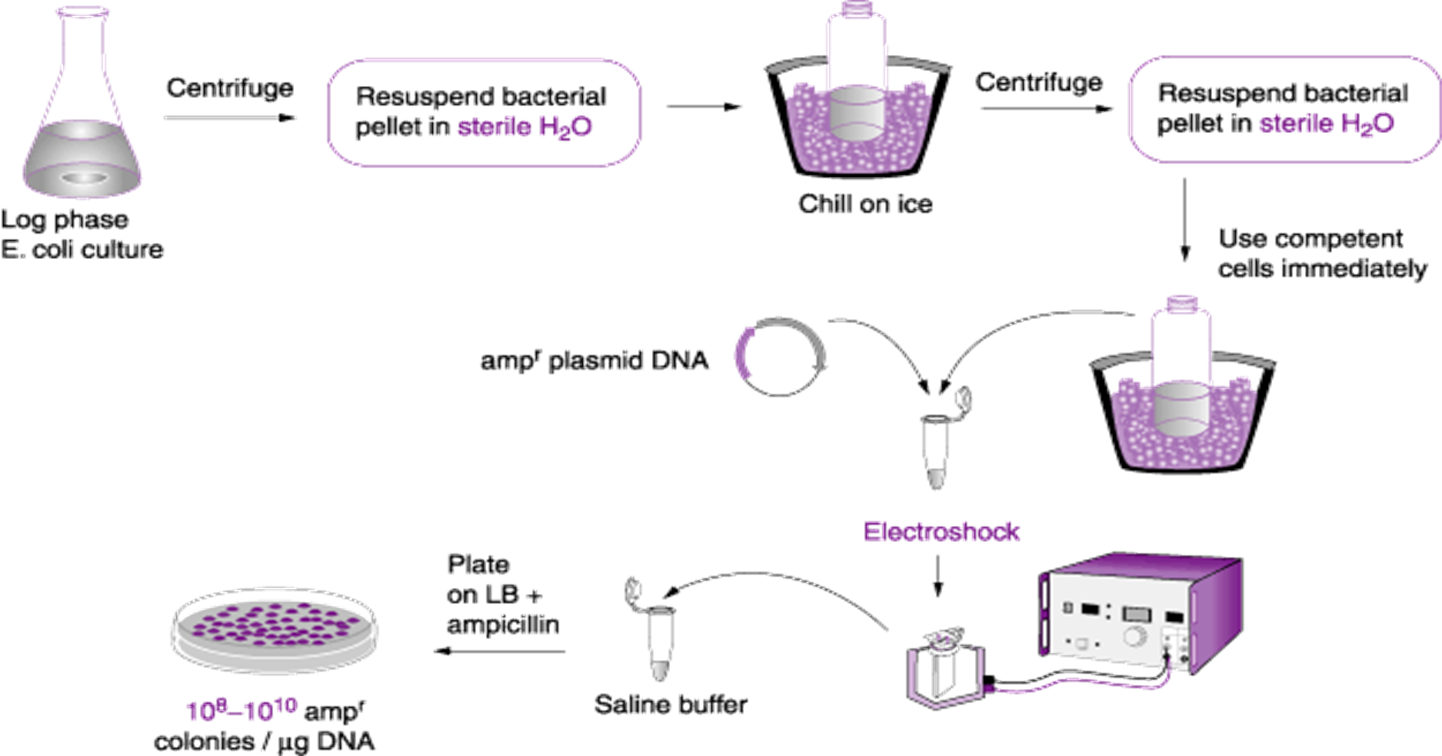 Centrifuge
Resuspend bacterial
pellet in sterile H₂O
Centrifuge
Resuspend bacterial
pellet in sterile H₂O
Chill on ice
Log phase
E. coli culture
Use competent
cells immediately
ampʳ plasmid DNA
Electroshock
Plate
on LB +
ampicillin
Saline buffer
10⁸–10¹⁰ ampʳ
colonies / μg DNA